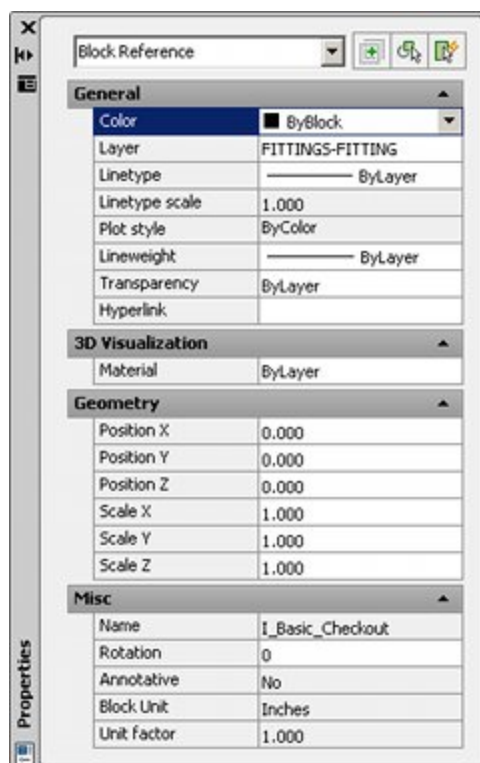 Block Reference
General
Color ByBlock
Layer FITTINGS-FITTING
Linetype ByLayer
Linetype scale 1.000
Plot style ByColor
Lineweight ByLayer
Transparency ByLayer
Hyperlink
3D Visualization
Material ByLayer
Geometry
Position X 0.000
Position Y 0.000
Position Z 0.000
Scale X 1.000
Scale Y 1.000
Scale Z 1.000
Misc
Name I_Basic_Checkout
Rotation 0
Annotative No
Block Unit Inches
Unit factor 1.000
Properties